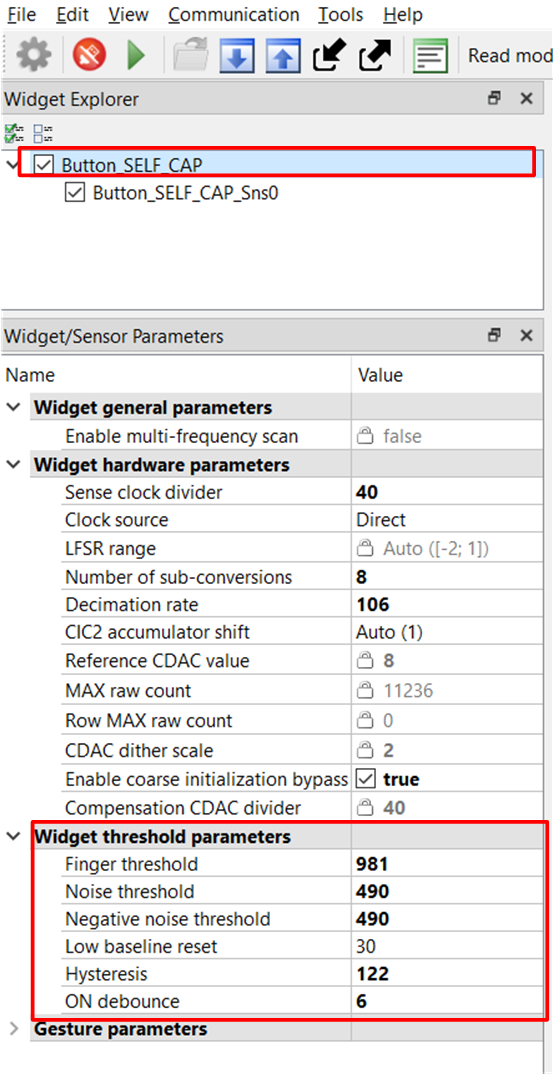 File Edit View Communication Tools Help
Read mod
Widget Explorer
Button_SELF_CAP
Button_SELF_CAP_Sns0
Widget/Sensor Parameters
Name Value
Widget general parameters
Enable multi-frequency scan false
Widget hardware parameters
Sense clock divider 40
Clock source Direct
LFSR range Auto ([-2; 1])
Number of sub-conversions 8
Decimation rate 106
CIC2 accumulator shift Auto (1)
Reference CDAC value 8
MAX raw count 11236
Row MAX raw count 0
CDAC dither scale 2
Enable coarse initialization bypass true
Compensation CDAC divider 40
Widget threshold parameters
Finger threshold 981
Noise threshold 490
Negative noise threshold 490
Low baseline reset 30
Hysteresis 122
ON debounce 6
Gesture parameters